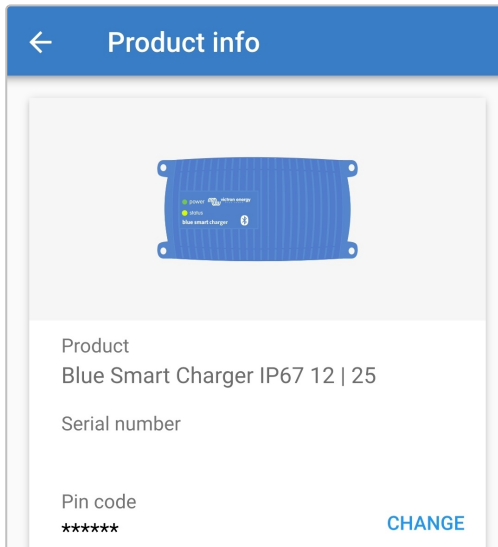 Product info
power victron energy
status
blue smart charger
Product
Blue Smart Charger IP67 12 | 25
Serial number
Pin code
******
CHANGE